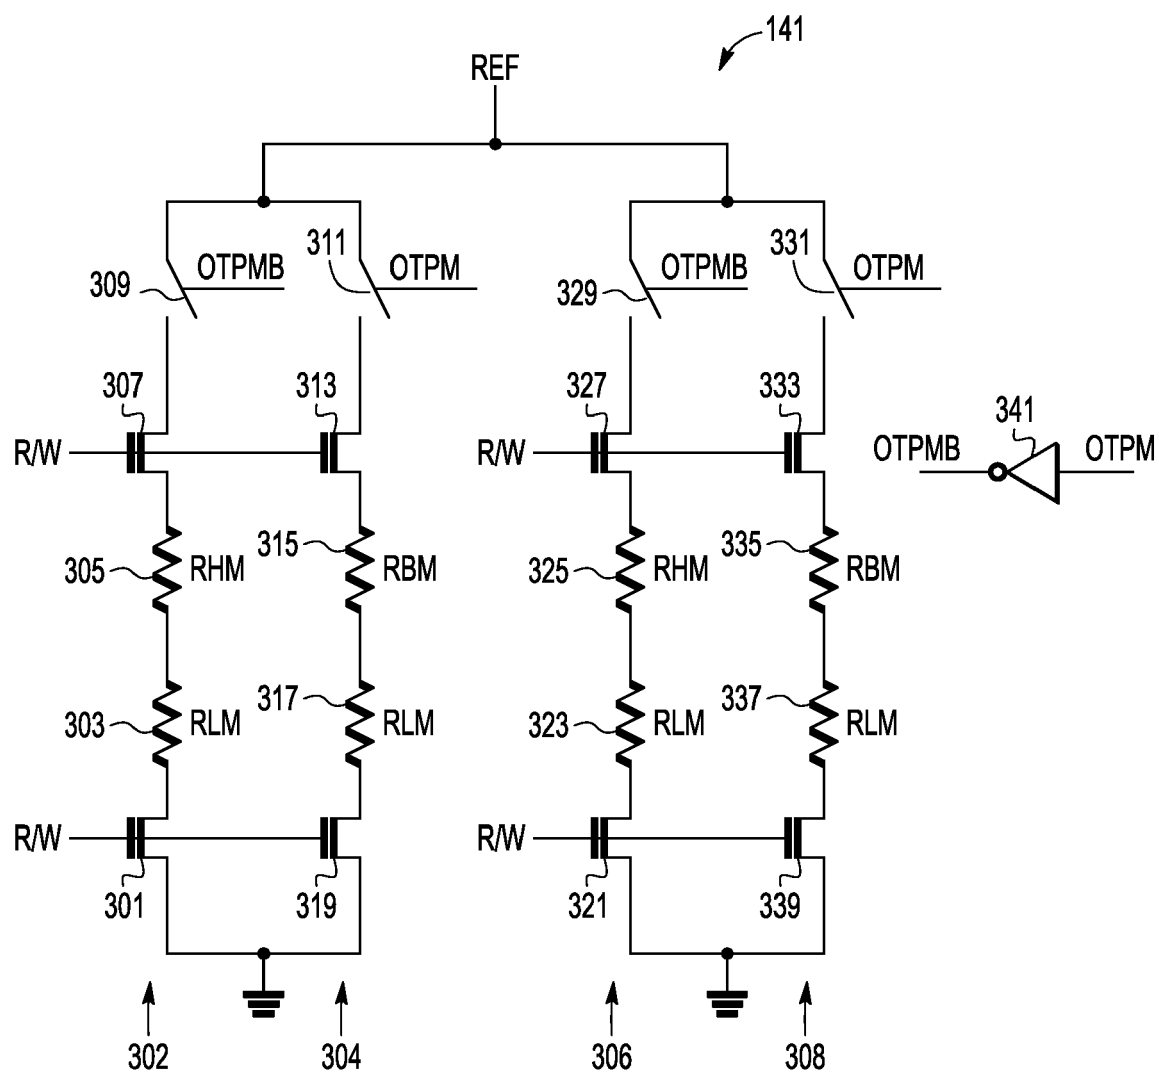 141
REF
311
331
OTPMB
OTPM
OTPMB
OTPM
309
329
307
313
327
333
341
R/W
R/W
OTPMB
OTPM
315
335
305
RHM
RBM
325
RHM
RBM
317
337
303
RLM
RLM
323
RLM
RLM
R/W
R/W
301
319
321
339
302
304
306
308